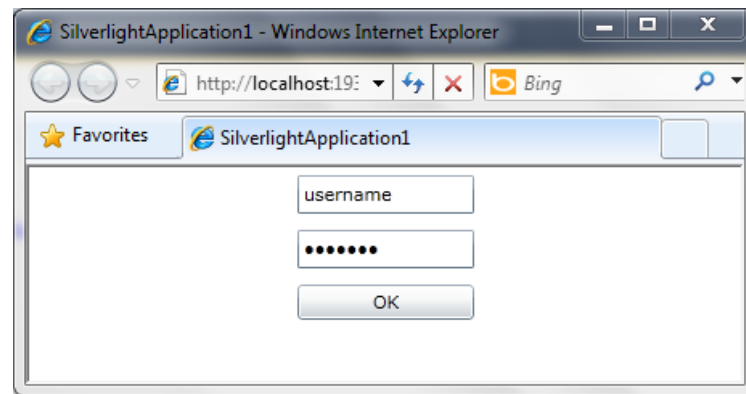 SilverlightApplication1 - Windows Internet Explorer
http://localhost:193
Bing
Favorites
SilverlightApplication1
username
•••••••
OK